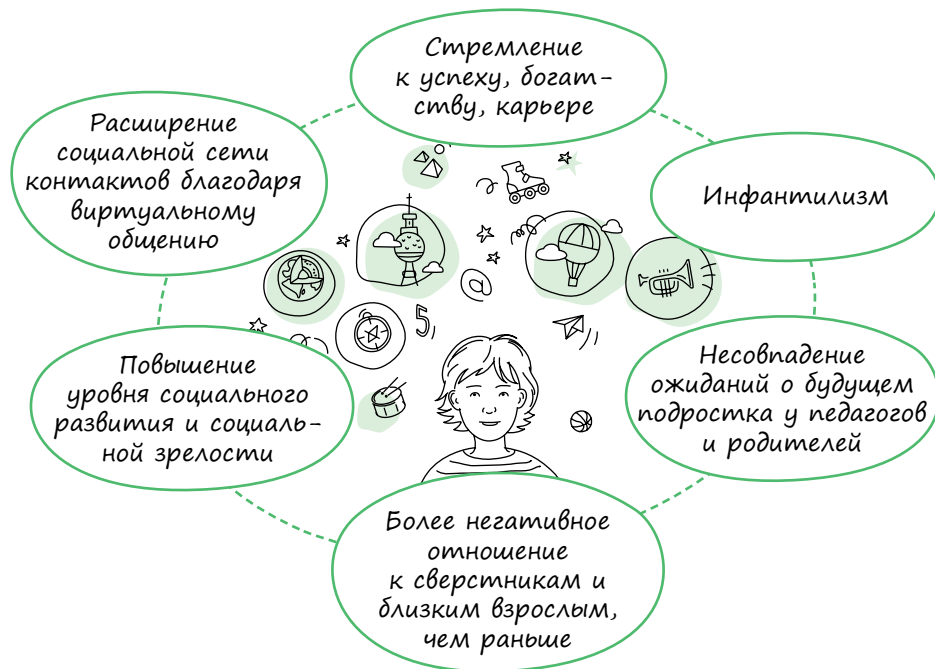 Стремление
к успеху, богат-
ству, карьере
Расширение
социальной сети
контактов благодаря
виртуальному
общению
Инфантилизм
@
5
Повышение
уровня социального
развития и социаль-
ной зрелости
Несовпадение
ожиданий о будущем
подростка у педагогов
и родителей
Более негативное
отношение
к сверстникам и
близким взрослым,
чем раньше